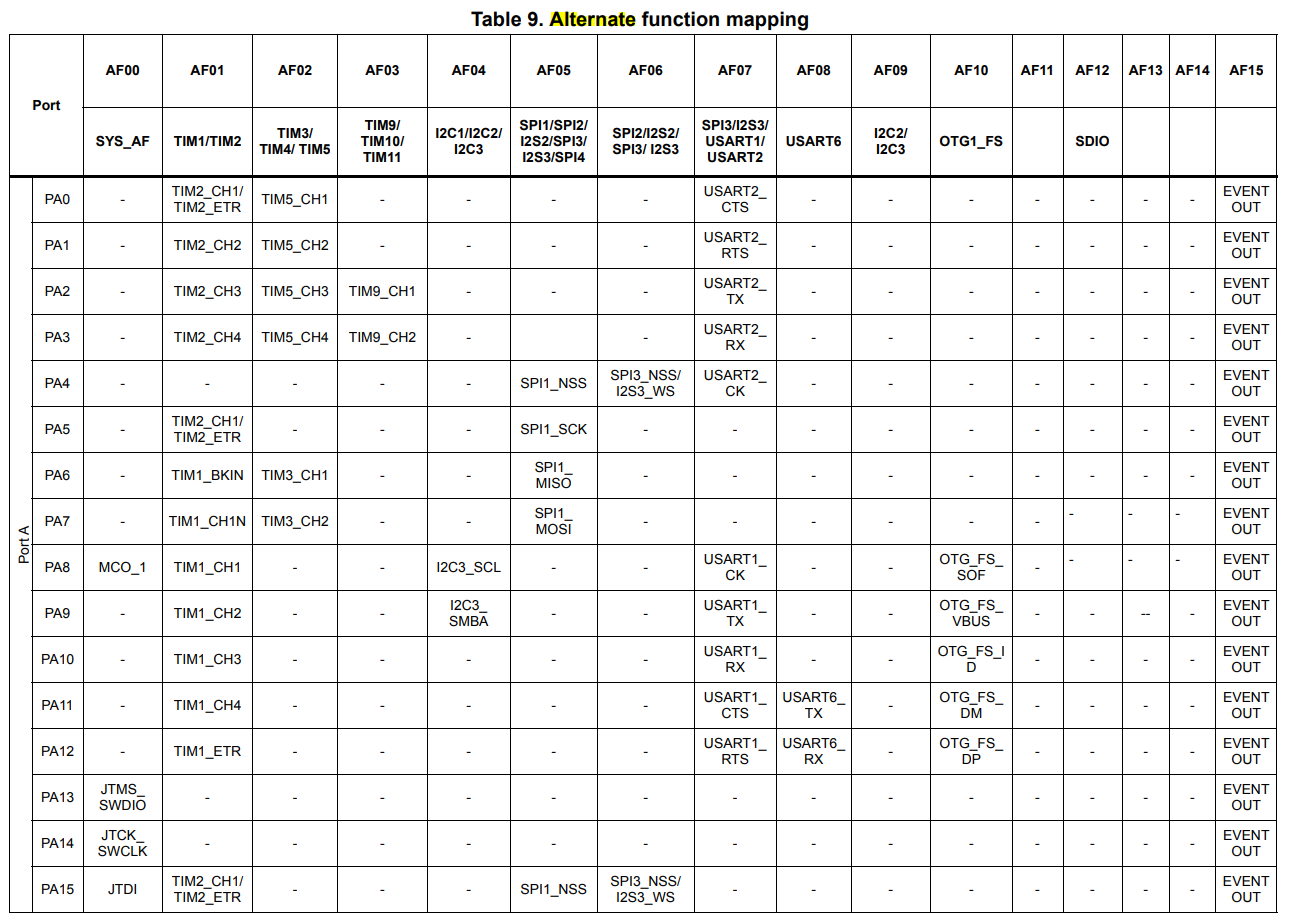 Table 9. Alternate function mapping
Port AF00 AF01 AF02 AF03 AF04 AF05 AF06 AF07 AF08 AF09 AF10 AF11 AF12 AF13 AF14 AF15
SYS_AF TIM1/TIM2 TIM3/ TIM4/ TIM5 TIM9/ TIM10/ TIM11 I2C1/I2C2/ I2C3 SPI1/SPI2/ I2S2/SPI3/ I2S3/SPI4 SPI2/I2S2/ SPI3/ I2S3 SPI3/I2S3/ USART1/ USART2 USART6 I2C2/ I2C3 OTG1_FS SDIO
Port A
PA0 - TIM2_CH1/ TIM2_ETR TIM5_CH1 - - - - USART2_ CTS - - - - - - - EVENT OUT
PA1 - TIM2_CH2 TIM5_CH2 - - - - USART2_ RTS - - - - - - - EVENT OUT
PA2 - TIM2_CH3 TIM5_CH3 TIM9_CH1 - - - USART2_ TX - - - - - - - EVENT OUT
PA3 - TIM2_CH4 TIM5_CH4 TIM9_CH2 - - USART2_ RX - - - - - - - EVENT OUT
PA4 - - - - - SPI1_NSS SPI3_NSS/ I2S3_WS USART2_ CK - - - - - - - EVENT OUT
PA5 - TIM2_CH1/ TIM2_ETR - - - SPI1_SCK - - - - - - - - - EVENT OUT
PA6 - TIM1_BKIN TIM3_CH1 - - SPI1_ MISO - - - - - - - - - EVENT OUT
PA7 - TIM1_CH1N TIM3_CH2 - - SPI1_ MOSI - - - - - - - - - EVENT OUT
PA8 MCO_1 TIM1_CH1 - - I2C3_SCL - - USART1_ CK - - OTG_FS_ SOF - - - - EVENT OUT
PA9 - TIM1_CH2 - - I2C3_ SMBA - - USART1_ TX - - OTG_FS_ VBUS - - -- - EVENT OUT
PA10 - TIM1_CH3 - - - - - USART1_ RX - - OTG_FS_I D - - - - EVENT OUT
PA11 - TIM1_CH4 - - - - - USART1_ CTS USART6_ TX - OTG_FS_ DM - - - - EVENT OUT
PA12 - TIM1_ETR - - - - - USART1_ RTS USART6_ RX - OTG_FS_ DP - - - - EVENT OUT
PA13 JTMS_ SWDIO - - - - - - - - - - - - - - EVENT OUT
PA14 JTCK_ SWCLK - - - - - - - - - - - - - - EVENT OUT
PA15 JTDI TIM2_CH1/ TIM2_ETR - - - SPI1_NSS SPI3_NSS/ I2S3_WS - - - - - - - - EVENT OUT